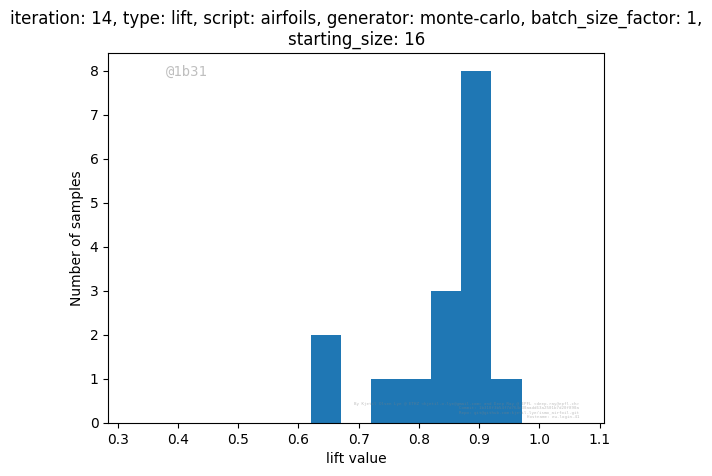 iteration: 14, type: lift, script: airfoils, generator: monte-carlo, batch_size_factor: 1,
starting_size: 16
@1b31
8
7
6
5
4
3
2
1
0
Number of samples
0.3 0.4 0.5 0.6 0.7 0.8 0.9 1.0 1.1
lift value